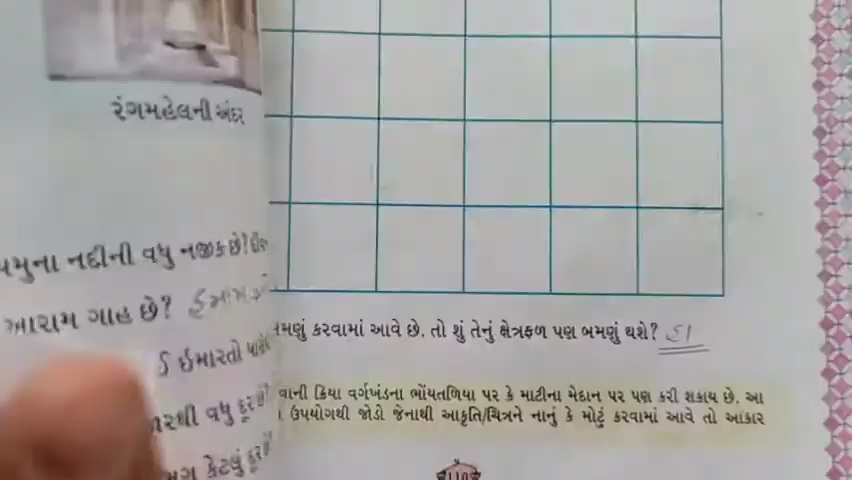 રંગમહેલની અંદર
યમુના નદીની વધુ નજીક છે?
આરામ ગાહ છે?
ઈમારતો
વધુ દૂર
કેટલું દૂર
કરવામાં આવે છે. તો શું તેનું ક્ષેત્રફળ પણ બમણું થશે? હા
ક્રિયા વર્ગખંડના ભોંયતળિયા પર કે માટીના મેદાન પર પણ કરી શકાય છે. આ
ઉપયોગથી જોડો જેનાથી આકૃતિ/ચિત્રને નાનું કે મોટું કરવામાં આવે તો આકાર
110